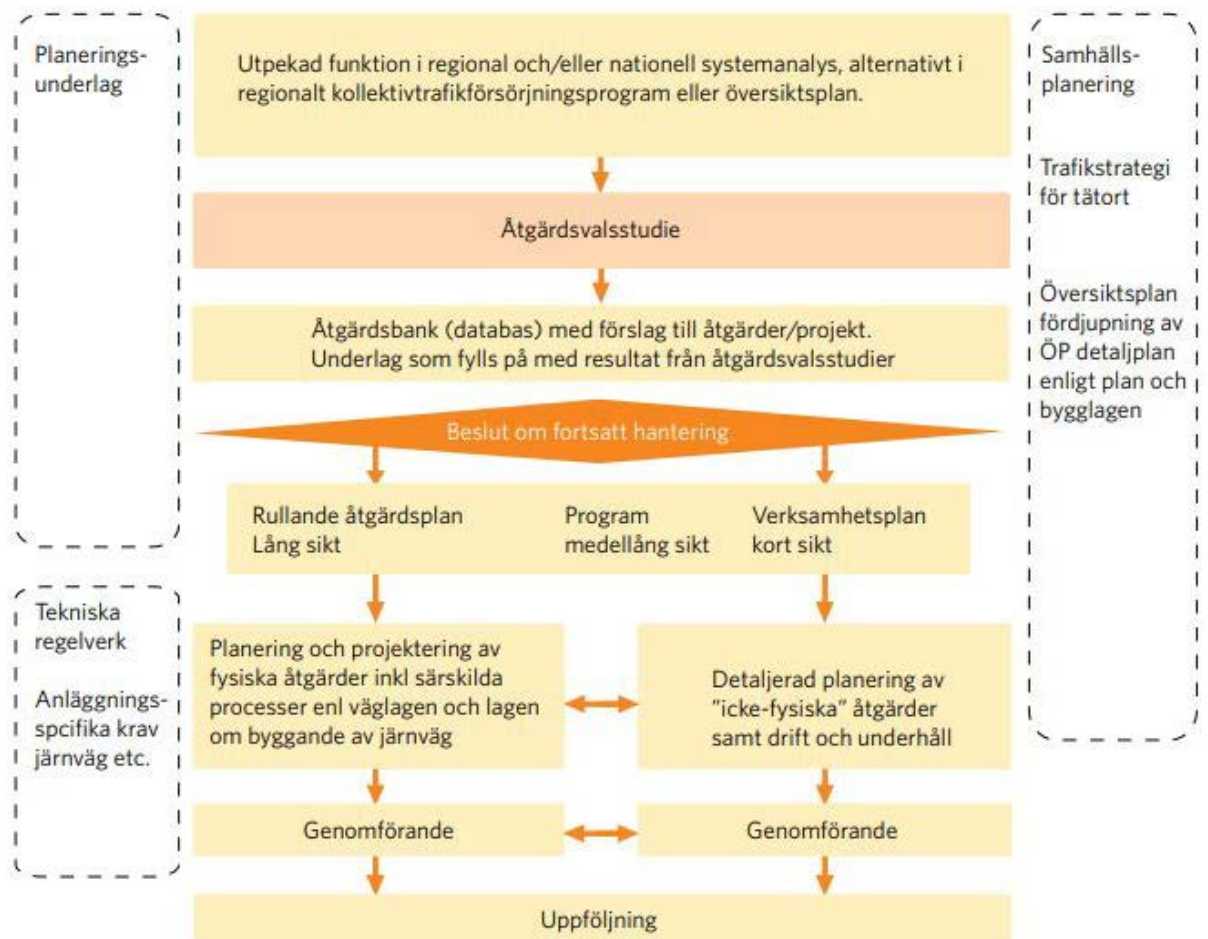 Planerings-
underlag
Utpekad funktion i regional och/eller nationell systemanalys, alternativt i
regionalt kollektivtrafikförsörjningsprogram eller översiktsplan.
Samhälls-
planering
Trafikstrategi
för tätort
Översiktsplan
fördjupning av
ÖP detaljplan
enligt plan och
bygglagen
Åtgärdsvalsstudie
Åtgärdsbank (databas) med förslag till åtgärder/projekt.
Underlag som fylls på med resultat från åtgärdsvalsstudier
Beslut om fortsatt hantering
Rullande åtgärdsplan
Lång sikt
Program
medellång sikt
Verksamhetsplan
kort sikt
Tekniska
regelverk
Anläggnings-
spcifika krav
järnväg etc.
Planering och projektering av
fysiska åtgärder inkl särskilda
processer enl väglagen och lagen
om byggande av järnväg
Detaljerad planering av
"icke-fysiska" åtgärder
samt drift och underhåll
Genomförande
Genomförande
Uppföljning